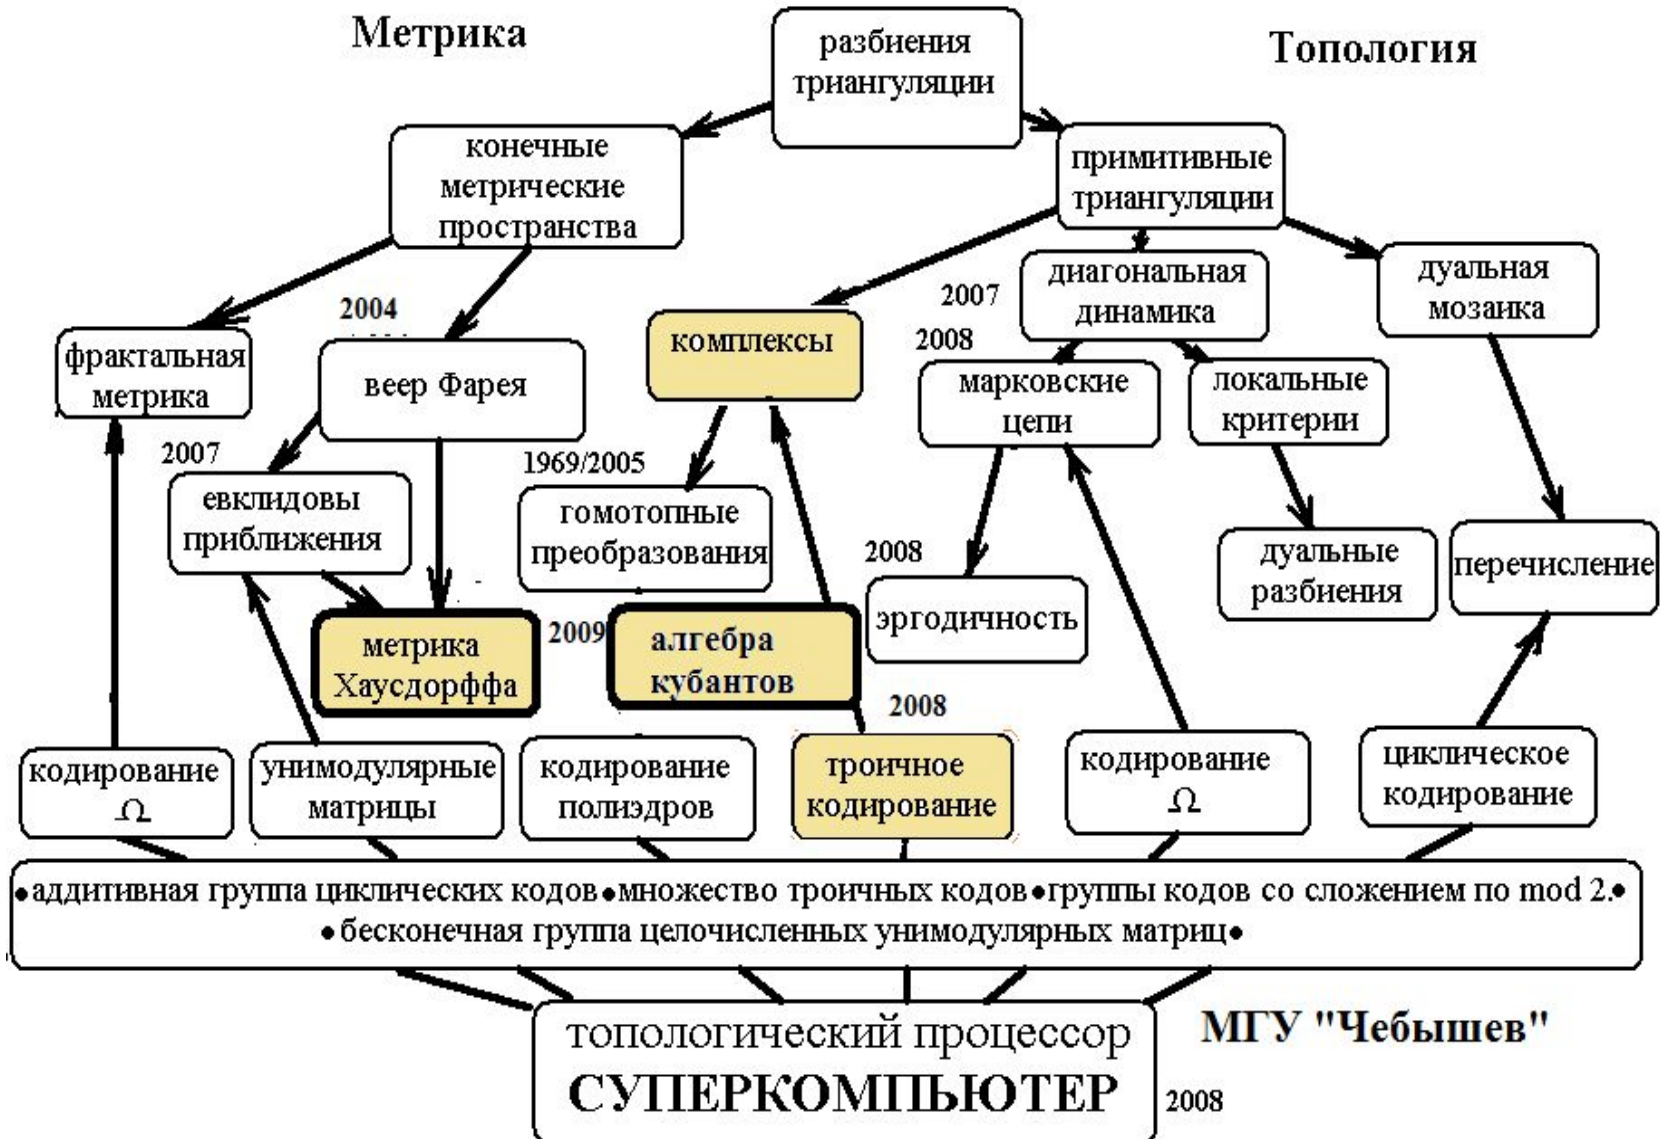 Метрика
Топология
разбиения
триангуляции
конечные
метрические
пространства
примитивные
триангуляции
диагональная
динамика
2007
дуальная
мозаика
2004
фрактальная
метрика
веер Фарея
комплексы
2008
марковские
цепи
локальные
критерии
2007
евклидовы
приближения
1969/2005
гомотопные
преобразования
2008
эргодичность
дуальные
разбиения
перечисление
метрика
Хаусдорффа
2009
алгебра
кубантов
2008
кодирование
Ω
унимодулярные
матрицы
кодирование
полиэдров
троичное
кодирование
кодирование
Ω
циклическое
кодирование
•аддитивная группа циклических кодов•множество троичных кодов•группы кодов со сложением по mod 2.•
•бесконечная группа целочисленных унимодулярных матриц•
топологический процессор
СУПЕРКОМПЬЮТЕР
МГУ "Чебышев"
2008